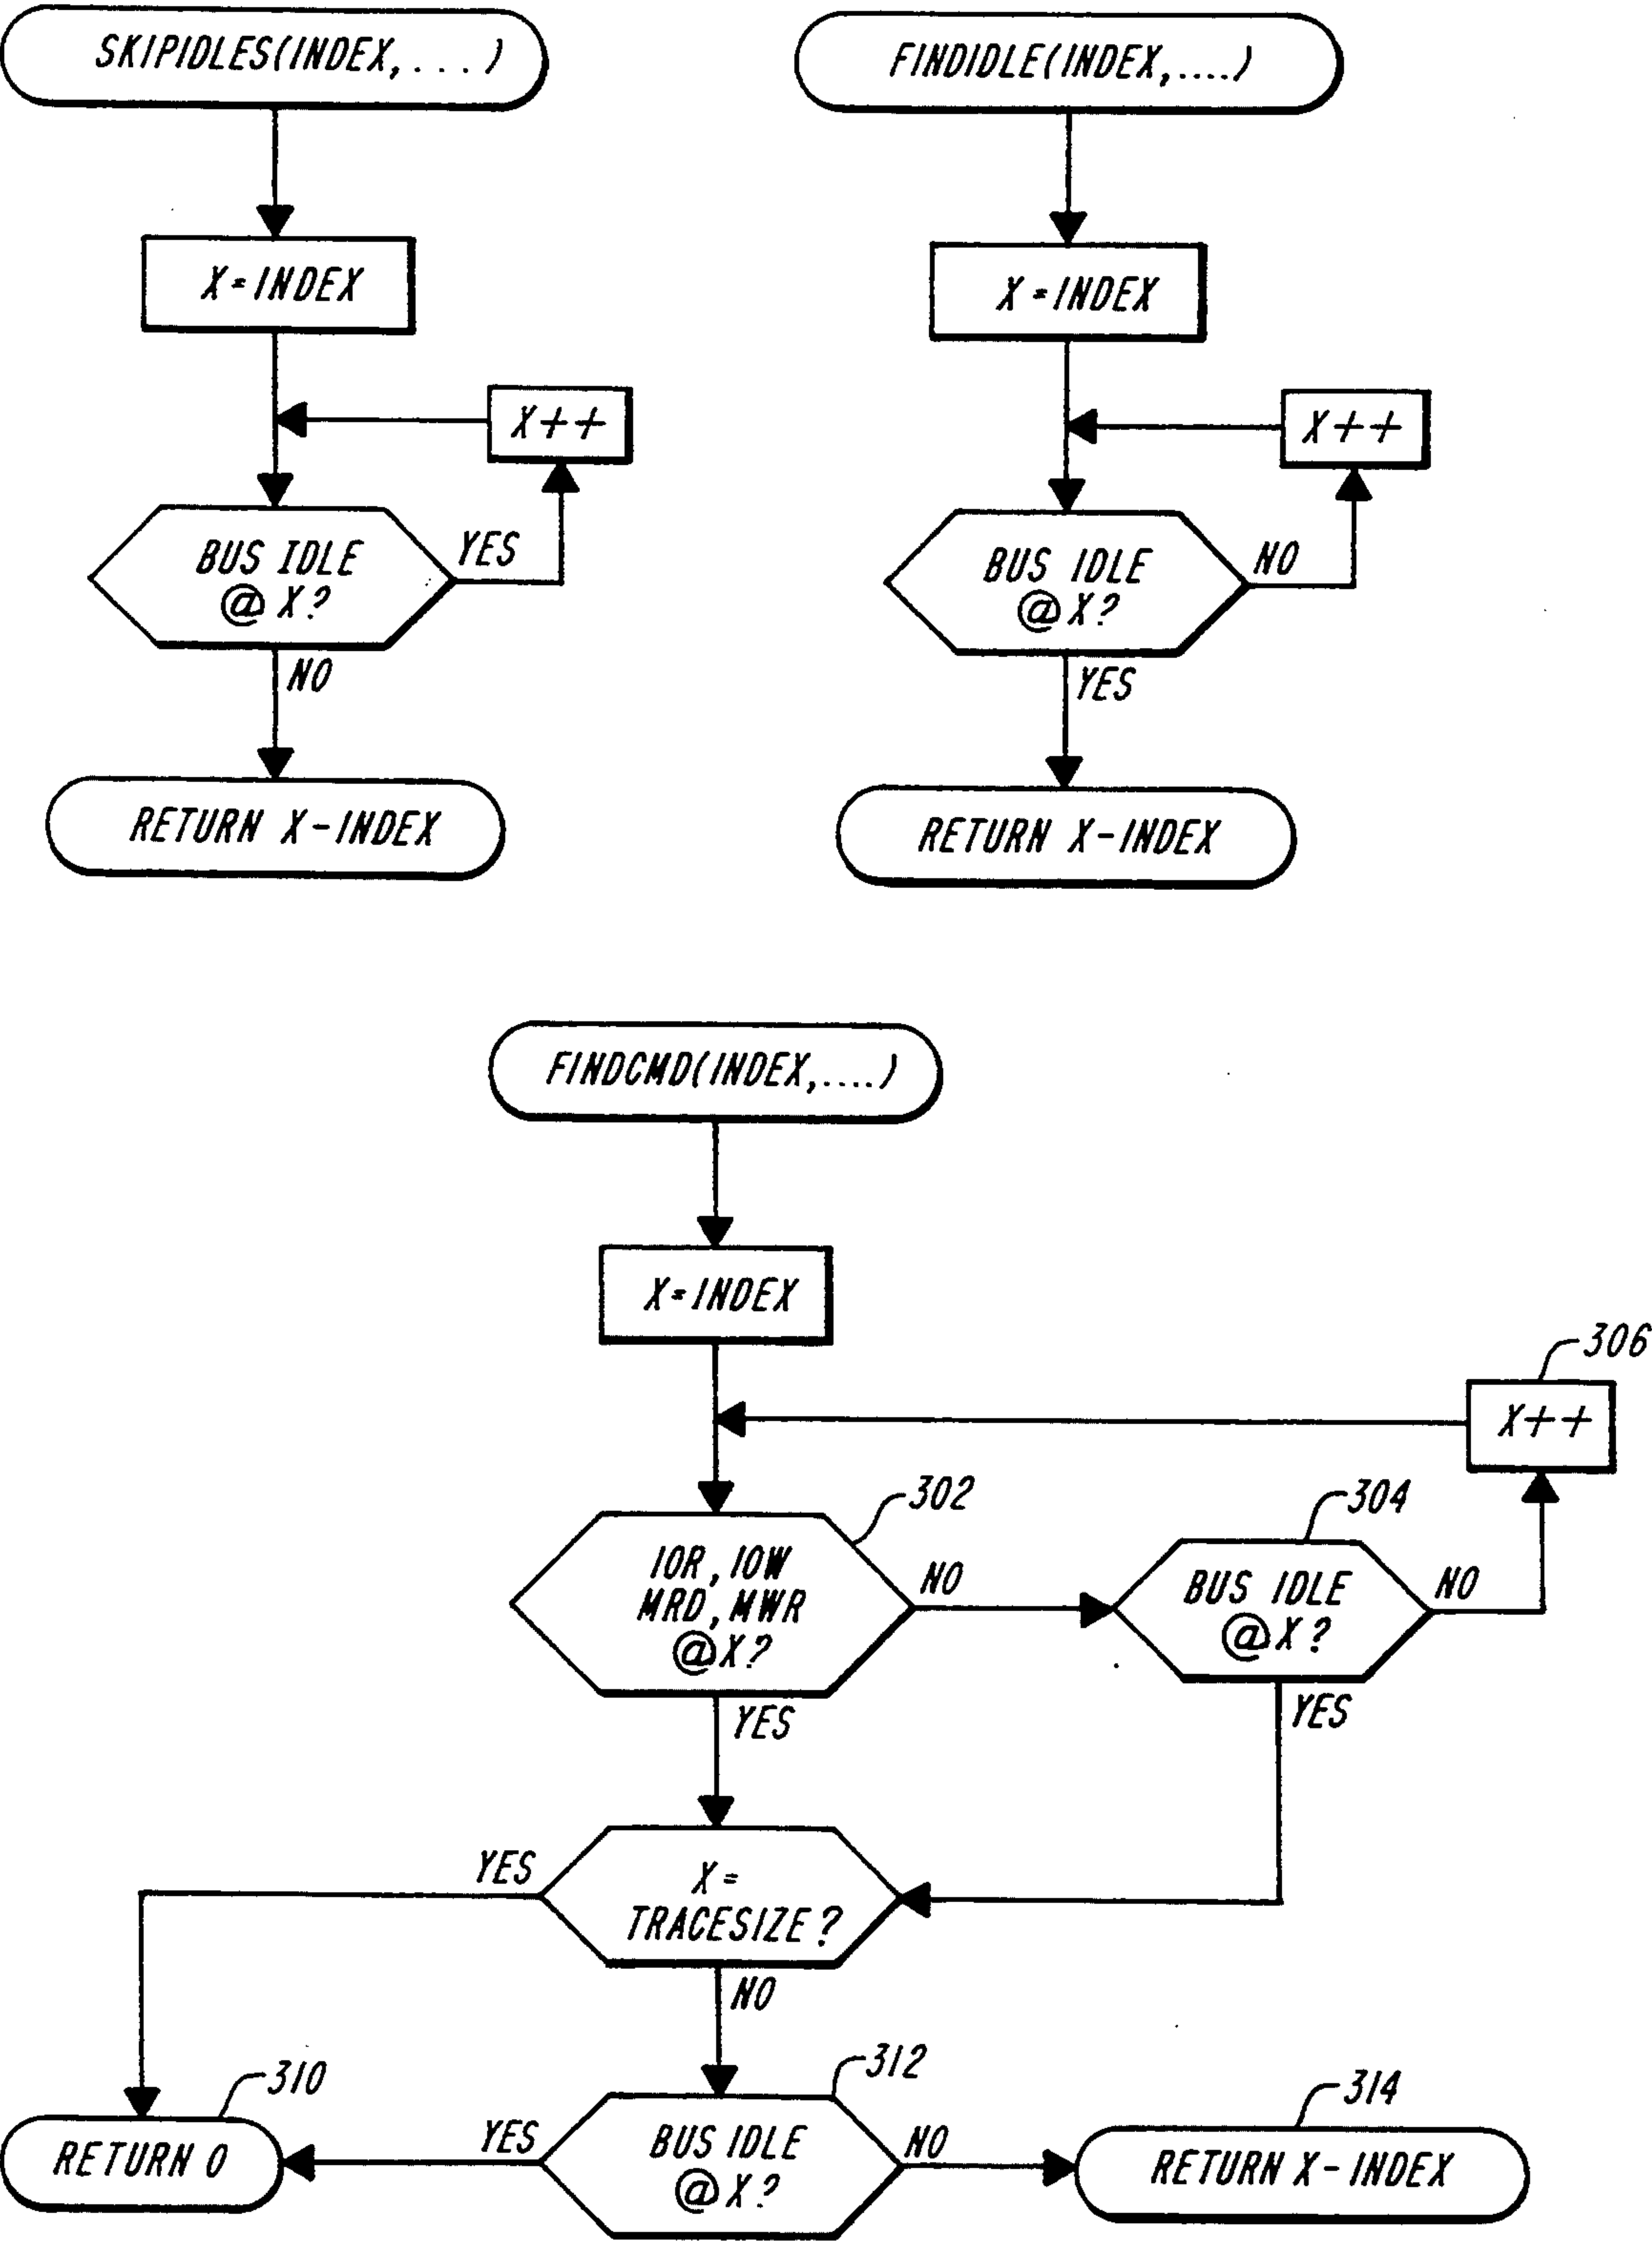 SKIPIDLES(INDEX, ...)
X=INDEX
X++
BUS IDLE
@ X?
YES
NO
RETURN X-INDEX
FINDIDLE(INDEX,....)
X=INDEX
X++
BUS IDLE
@ X?
NO
YES
RETURN X-INDEX
FINDCMD(INDEX,....)
X=INDEX
306
X++
302
304
IOR, IOW
MRD, MWR
@ X?
NO
BUS IDLE
@ X?
NO
YES
YES
YES
X=
TRACESIZE?
NO
310
312
314
RETURN 0
YES
BUS IDLE
@ X?
NO
RETURN X-INDEX